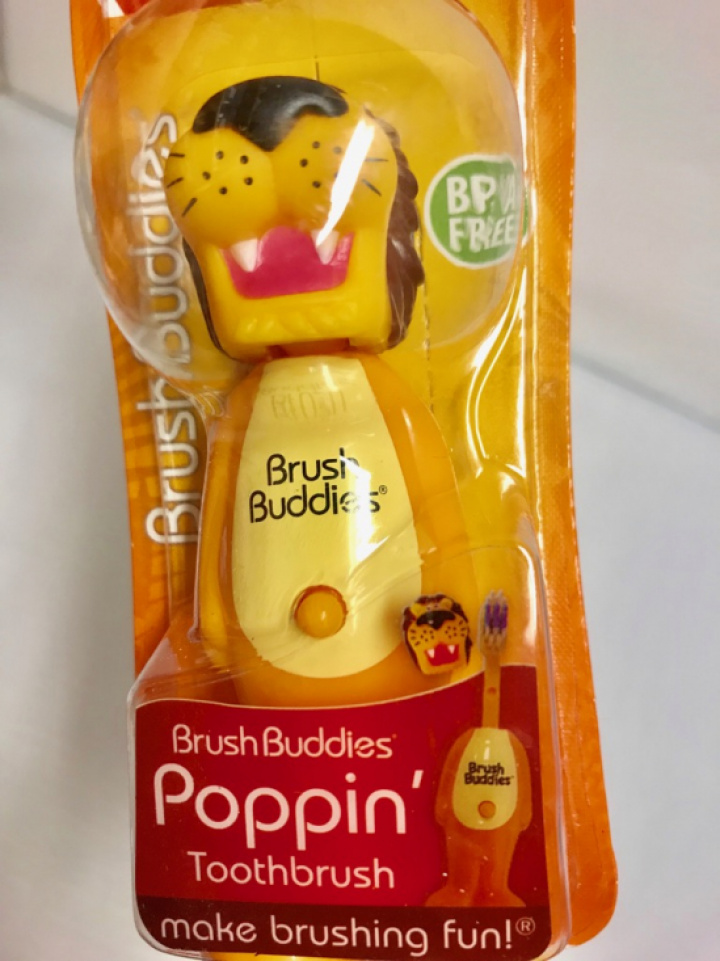 Brush Buddies
BPA
FREE
Brush
Buddies®
BrushBuddies
Poppin'
Toothbrush
make brushing fun!®
Brush
Buddies